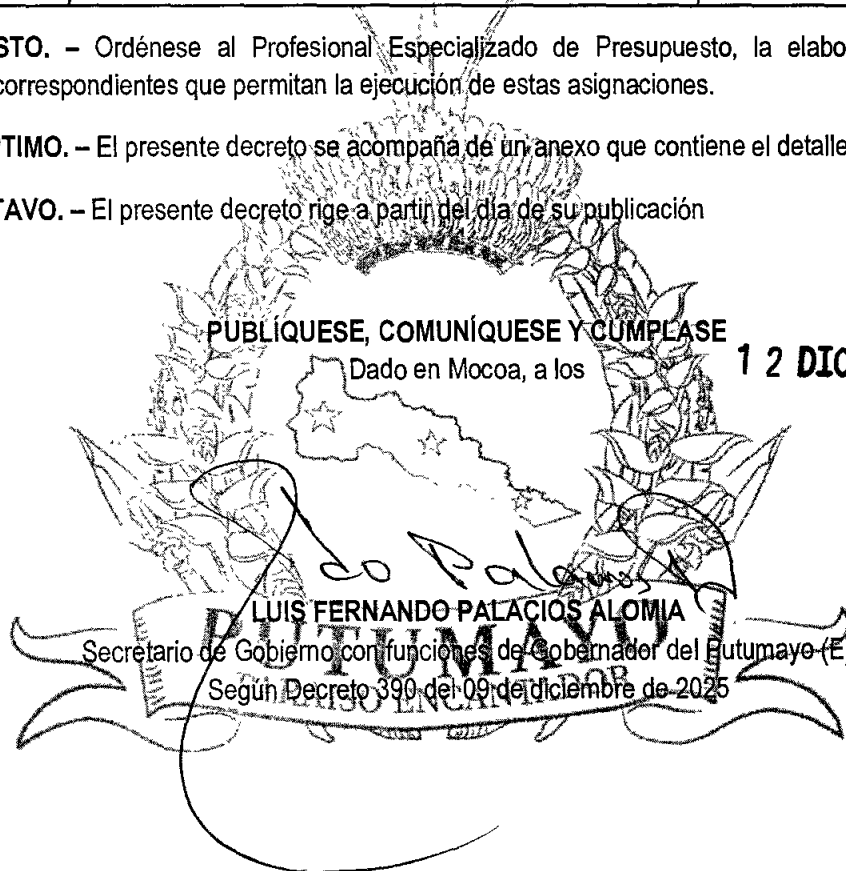 STO. – Ordénese al Profesional Especializado de Presupuesto, la elabo
correspondientes que permitan la ejecución de estas asignaciones.
TIMO. – El presente decreto se acompaña de un anexo que contiene el detalle
TAVO. – El presente decreto rige a partir del día de su publicación
PUBLÍQUESE, COMUNÍQUESE Y CÚMPLASE
Dado en Mocoa, a los 12 DIC
Palacios A
LUIS FERNANDO PALACIOS ALOMIA
PUTUMAYO
Secretario de Gobierno con funciones de Gobernador del Putumayo (E
Según Decreto 390 del 09 de diciembre de 2025
ENCANTADOR